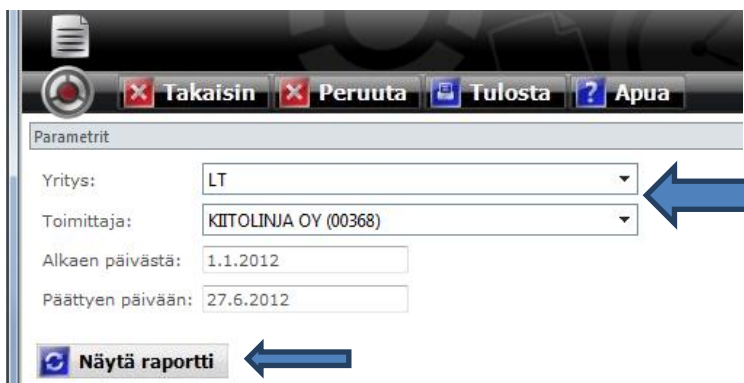 Takaisin Peruuta Tulosta ? Apua
Parametrit
Yritys: LT
Toimittaja: KIITOLINJA OY (00368)
Alkaen päivästä: 1.1.2012
Päättyen päivään: 27.6.2012
Näytä raportti